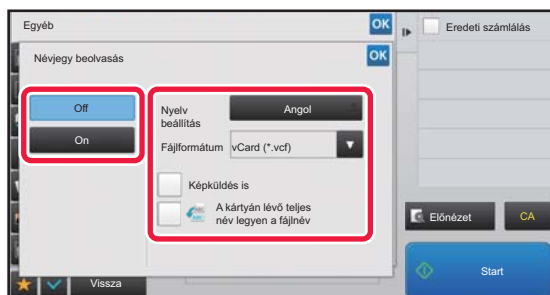 Egyéb
OK
Eredeti számlálás
Névjegy beolvasás
OK
Off
On
Nyelv
beállítás
Angol
Fájlformátum
vCard (*.vcf)
Képküldés is
A kártyán lévő teljes
név legyen a fájlnév
Előnézet
CA
Vissza
Start